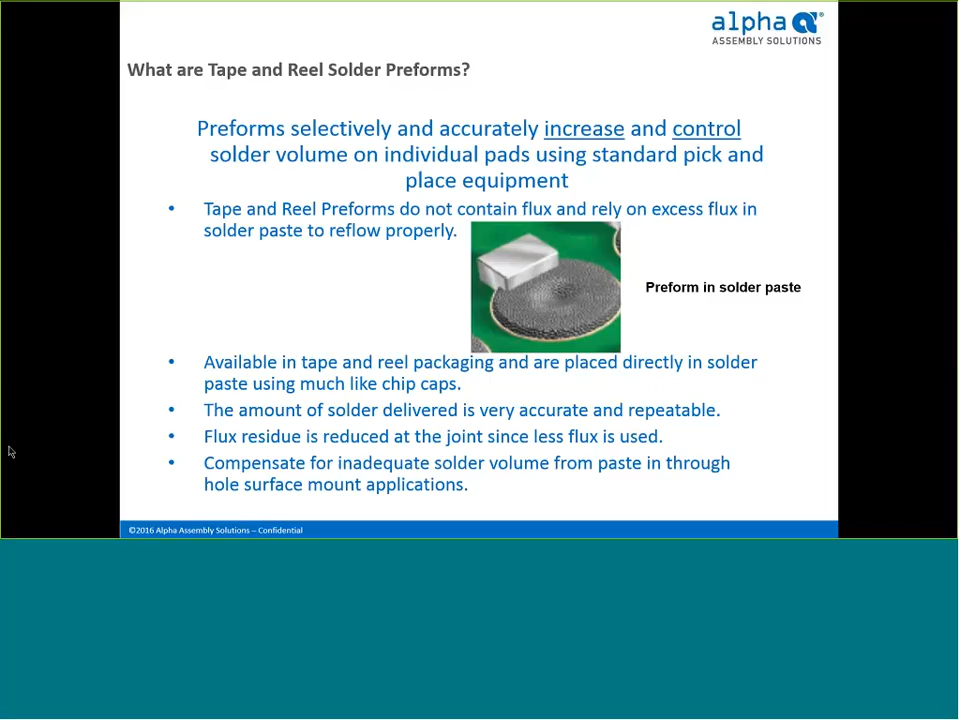 alpha
ASSEMBLY SOLUTIONS
What are Tape and Reel Solder Preforms?
Preforms selectively and accurately increase and control
solder volume on individual pads using standard pick and
place equipment
• Tape and Reel Preforms do not contain flux and rely on excess flux in
solder paste to reflow properly.
Preform in solder paste
• Available in tape and reel packaging and are placed directly in solder
paste using much like chip caps.
• The amount of solder delivered is very accurate and repeatable.
• Flux residue is reduced at the joint since less flux is used.
• Compensate for inadequate solder volume from paste in through
hole surface mount applications.
©2016 Alpha Assembly Solutions – Confidential